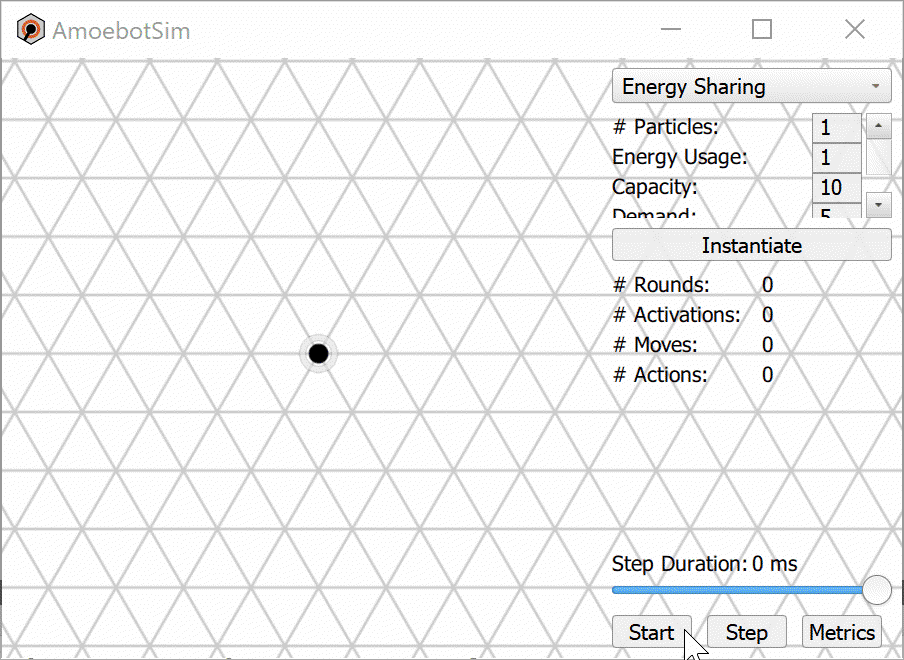 AmoebotSim
Energy Sharing
# Particles: 1
Energy Usage: 1
Capacity: 10
Demand: 5
Instantiate
# Rounds: 0
# Activations: 0
# Moves: 0
# Actions: 0
Step Duration: 0 ms
Start Step Metrics